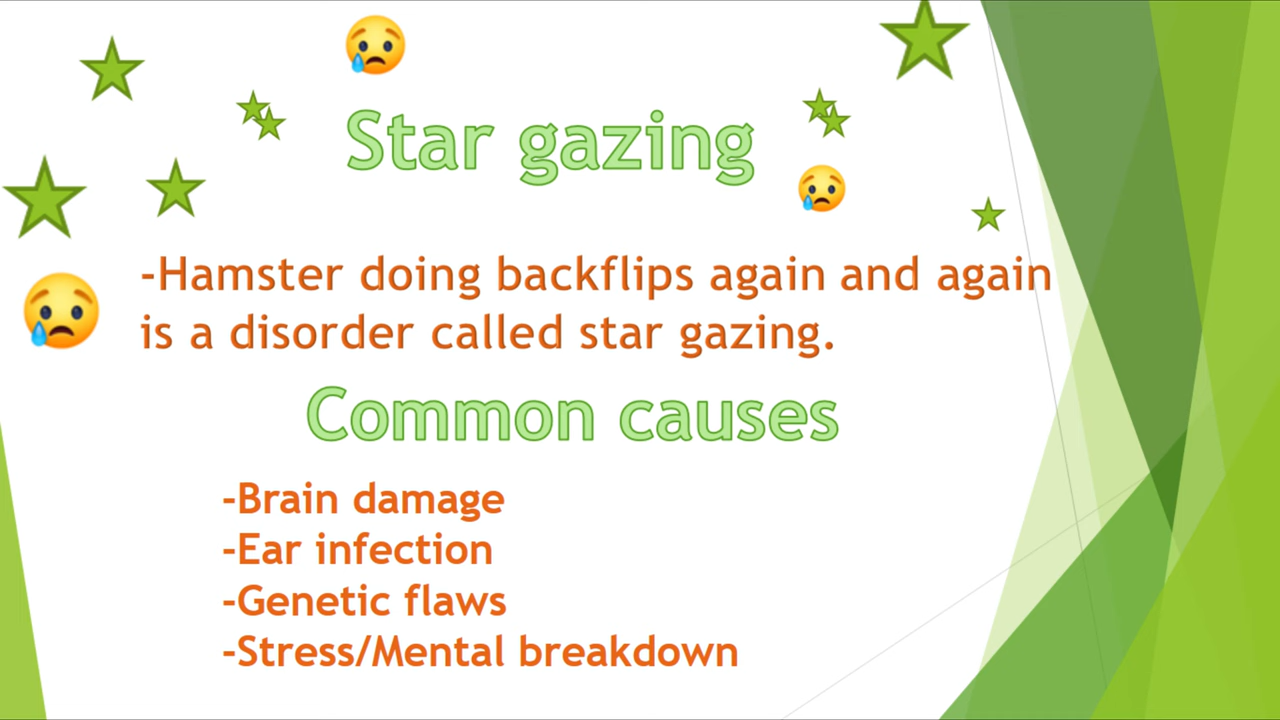 Star gazing
-Hamster doing backflips again and again
is a disorder called star gazing.
Common causes
-Brain damage
-Ear infection
-Genetic flaws
-Stress/Mental breakdown